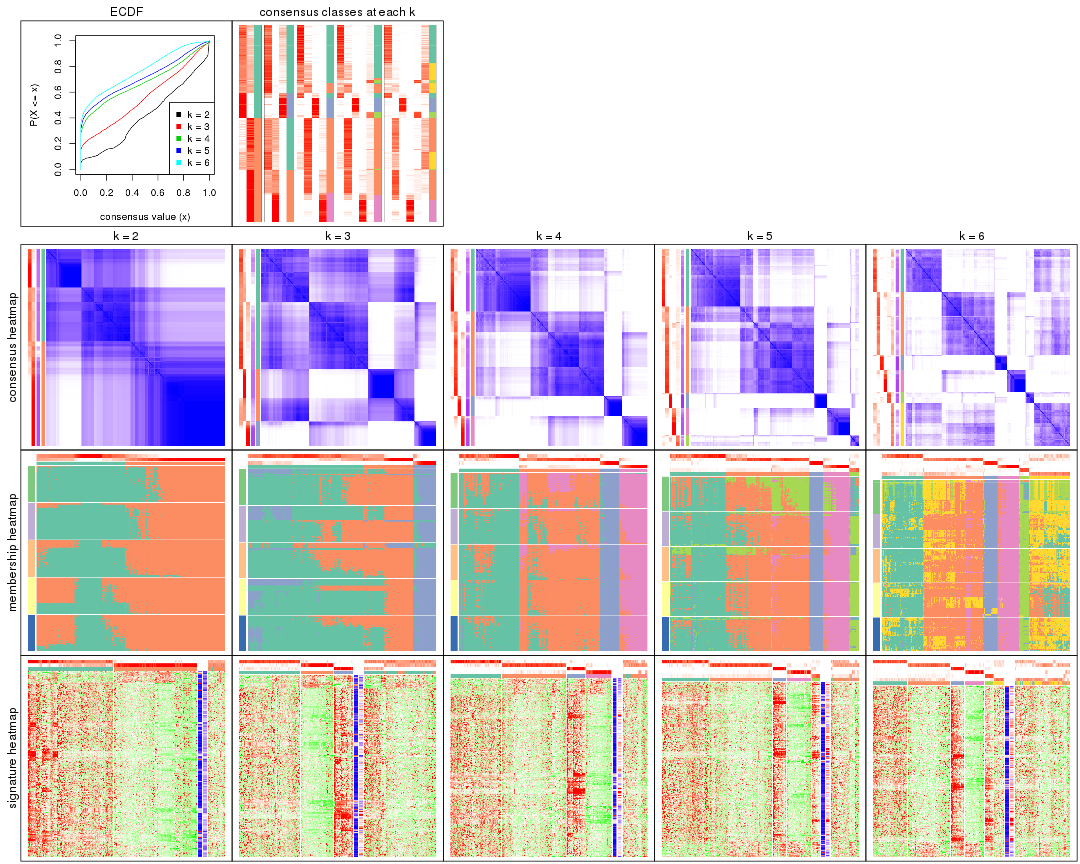 ECDF
consensus classes at each k
P(X <= x)
0.0 0.2 0.4 0.6 0.8 1.0
k = 2
k = 3
k = 4
k = 5
k = 6
0.0 0.2 0.4 0.6 0.8 1.0
consensus value (x)
k = 2
k = 3
k = 4
k = 5
k = 6
consensus heatmap
membership heatmap
signature heatmap